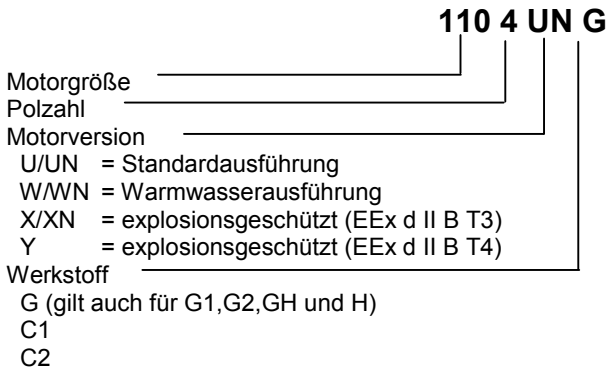 110 4 UN G
Motorgröße
Polzahl
Motorversion
U/UN = Standardausführung
W/WN = Warmwasserausführung
X/XN = explosionsgeschützt (EEx d II B T3)
Y = explosionsgeschützt (EEx d II B T4)
Werkstoff
G (gilt auch für G1,G2,GH und H)
C1
C2